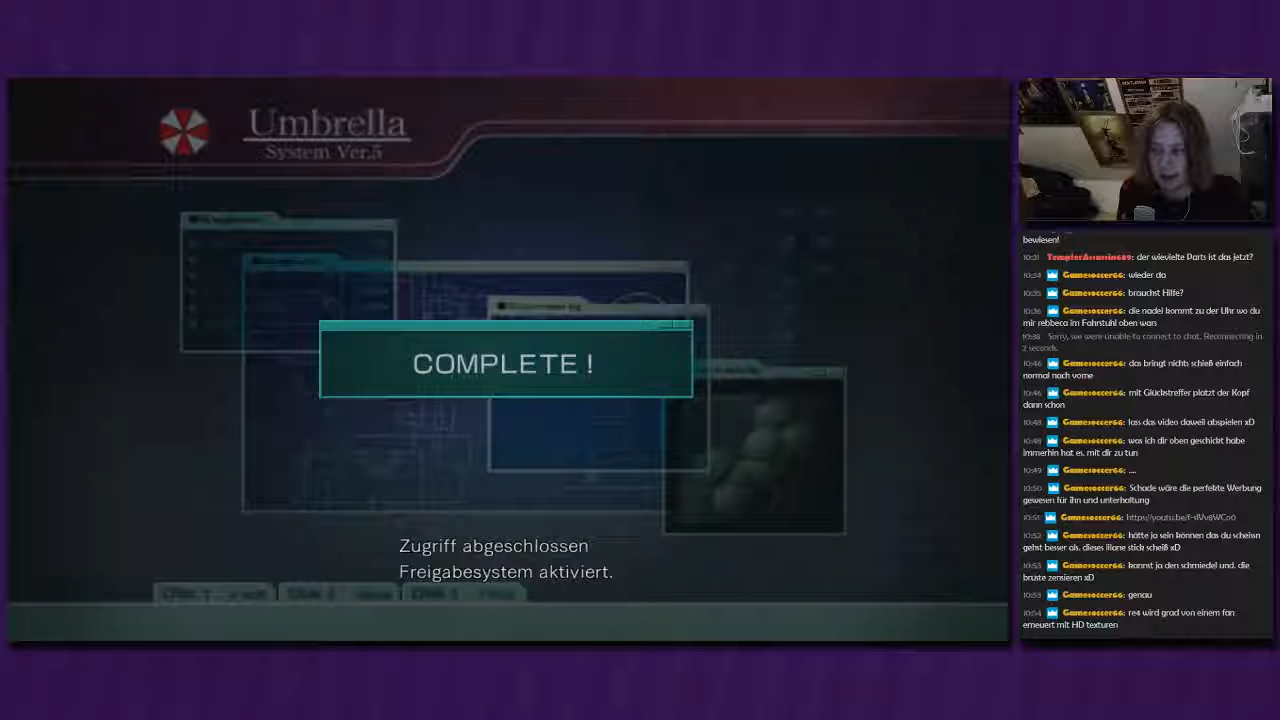 Umbrella
System Ver.5
COMPLETE !
Zugriff abgeschlossen
Freigabesystem aktiviert.
bewiesen!
10:31 TemplerAssassin689: der wievielte Parts ist das jetzt?
10:34 Gamesoccer66: wieder da
10:35 Gamesoccer66: brauchst Hilfe?
10:36 Gamesoccer66: die nadel kommt zu der Uhr wo du
mir rebbeca im Fahrstuhl oben wars
10:38 Sorry, we were unable to connect to chat. Reconnecting in
2 seconds.
10:46 Gamesoccer66: das bringt nichts schieß einfach
normal nach vorne
10:46 Gamesoccer66: mit Glückstreffer platzt der Kopf
dann schon
10:48 Gamesoccer66: lass das video daweil abspielen xD
10:48 Gamesoccer66: was ich dir oben geschickt habe
immerhin hat es. mit dir zu tun
10:49 Gamesoccer66: ....
10:50 Gamesoccer66: Schade wäre die perfekte Werbung
gewesen für ihn und unterhaltung
10:51 Gamesoccer66:
10:52 Gamesoccer66: hätte ja sein können das du scheissn
gehst besser als. dieses lilane stick scheiß xD
10:53 Gamesoccer66: kannst ja den schmiedel und. die
brüste zensieren xD
10:53 Gamesoccer66: genau
10:54 Gamesoccer66: re4 wird grad von einem fan
erneuert mit HD texturen